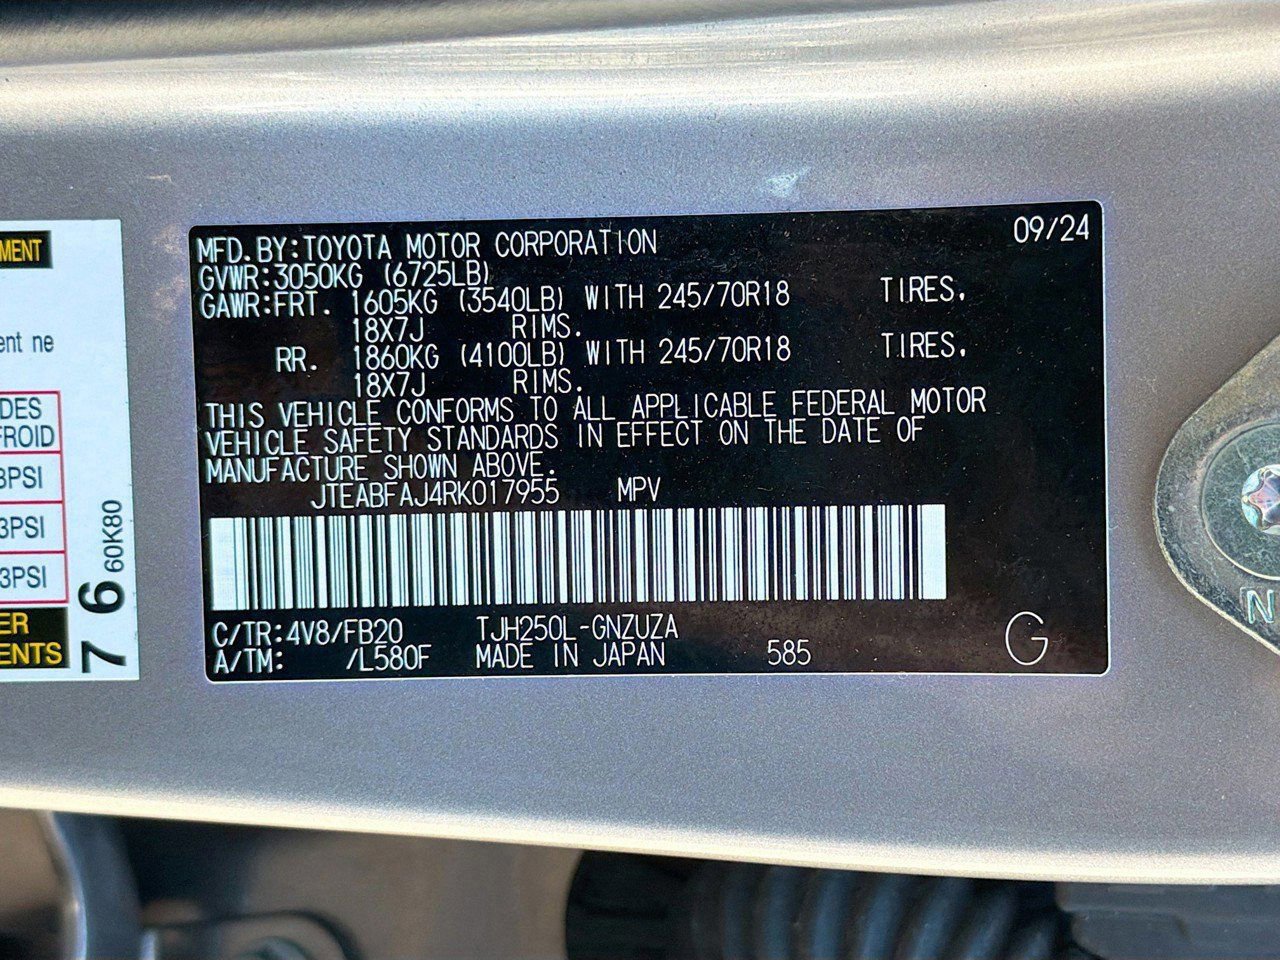 MENT
ent ne
DES
FROID
3PSI
3PSI
3PSI
ER
ENTS
76
60K80
09/24
MFD.BY:TOYOTA MOTOR CORPORATION
GVWR:3050KG (6725LB)
GAWR:FRT. 1605KG (3540LB) WITH 245/70R18 TIRES,
18X7J RIMS.
RR. 1860KG (4100LB) WITH 245/70R18 TIRES,
18X7J RIMS.
THIS VEHICLE CONFORMS TO ALL APPLICABLE FEDERAL MOTOR
VEHICLE SAFETY STANDARDS IN EFFECT ON THE DATE OF
MANUFACTURE SHOWN ABOVE.
JTEABFAJ4RK017955 MPV
C/TR:4V8/FB20 TJH250L-GNZUZA
A/TM: /L580F MADE IN JAPAN 585
G
N